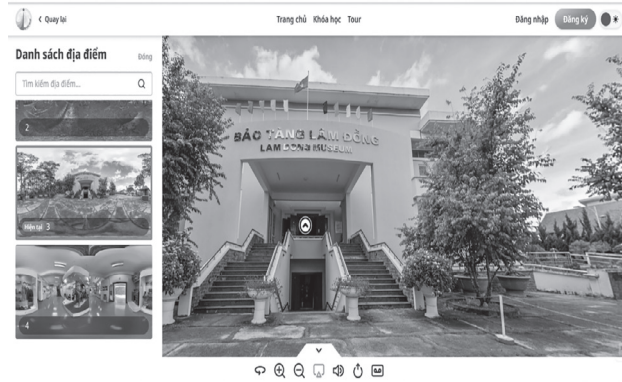 Quay lại
Trang chủ Khóa học Tour
Đăng nhập Đăng ký
Danh sách địa điểm
Đóng
Tìm kiếm địa điểm...
2
Hiện tại 3
4
BẢO TÀNG LÂM ĐỒNG
LAM DONG MUSEUM